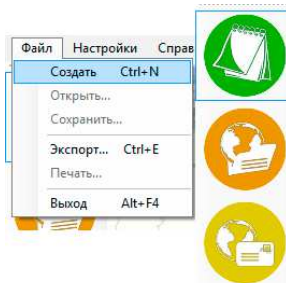 Файл Настройки Справ
Создать Ctrl+N
Открыть...
Сохранить...
Экспорт... Ctrl+E
Печать...
Выход Alt+F4